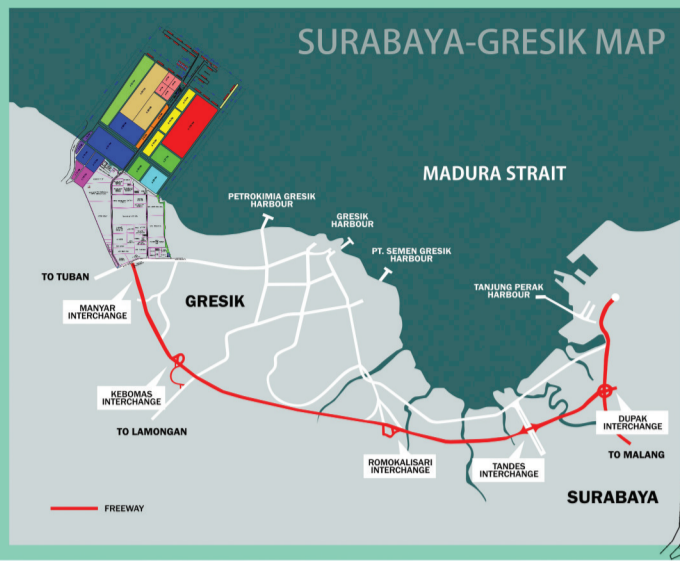 SURABAYA-GRESIK MAP
MADURA STRAIT
PETROKIMIA GRESIK
HARBOUR
GRESIK
HARBOUR
PT. SEMEN GRESIK
HARBOUR
TO TUBAN
TANJUNG PERAK
HARBOUR
MANYAR
INTERCHANGE
GRESIK
KEBOMAS
INTERCHANGE
TO LAMONGAN
DUPAK
INTERCHANGE
TO MALANG
ROMOKALISARI
INTERCHANGE
TANDES
INTERCHANGE
SURABAYA
FREEWAY